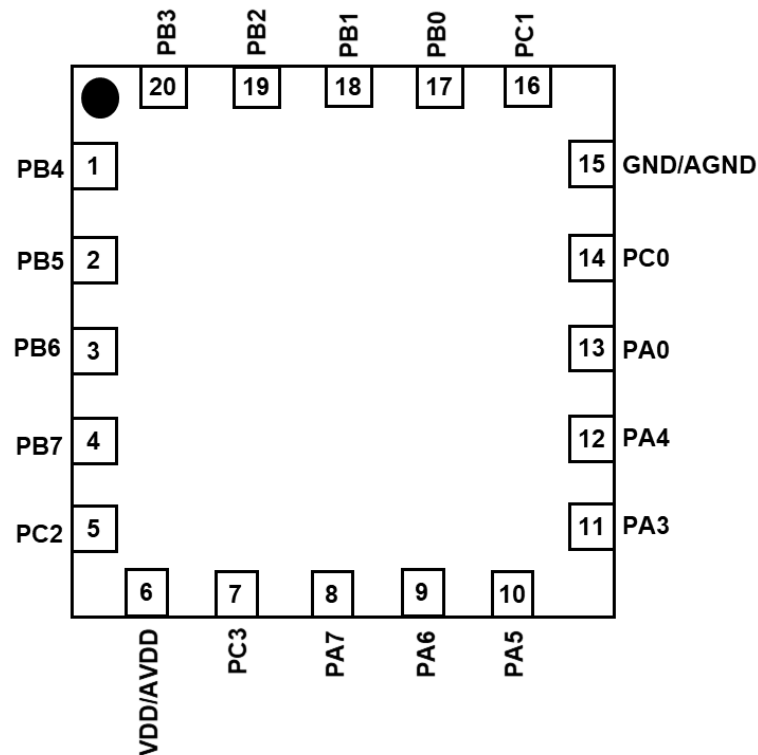 PB3 PB2 PB1 PB0 PC1
20 19 18 17 16
PB4 1 15 GND/AGND
PB5 2 14 PC0
PB6 3 13 PA0
PB7 4 12 PA4
PC2 5 11 PA3
6 7 8 9 10
VDD/AVDD PC3 PA7 PA6 PA5